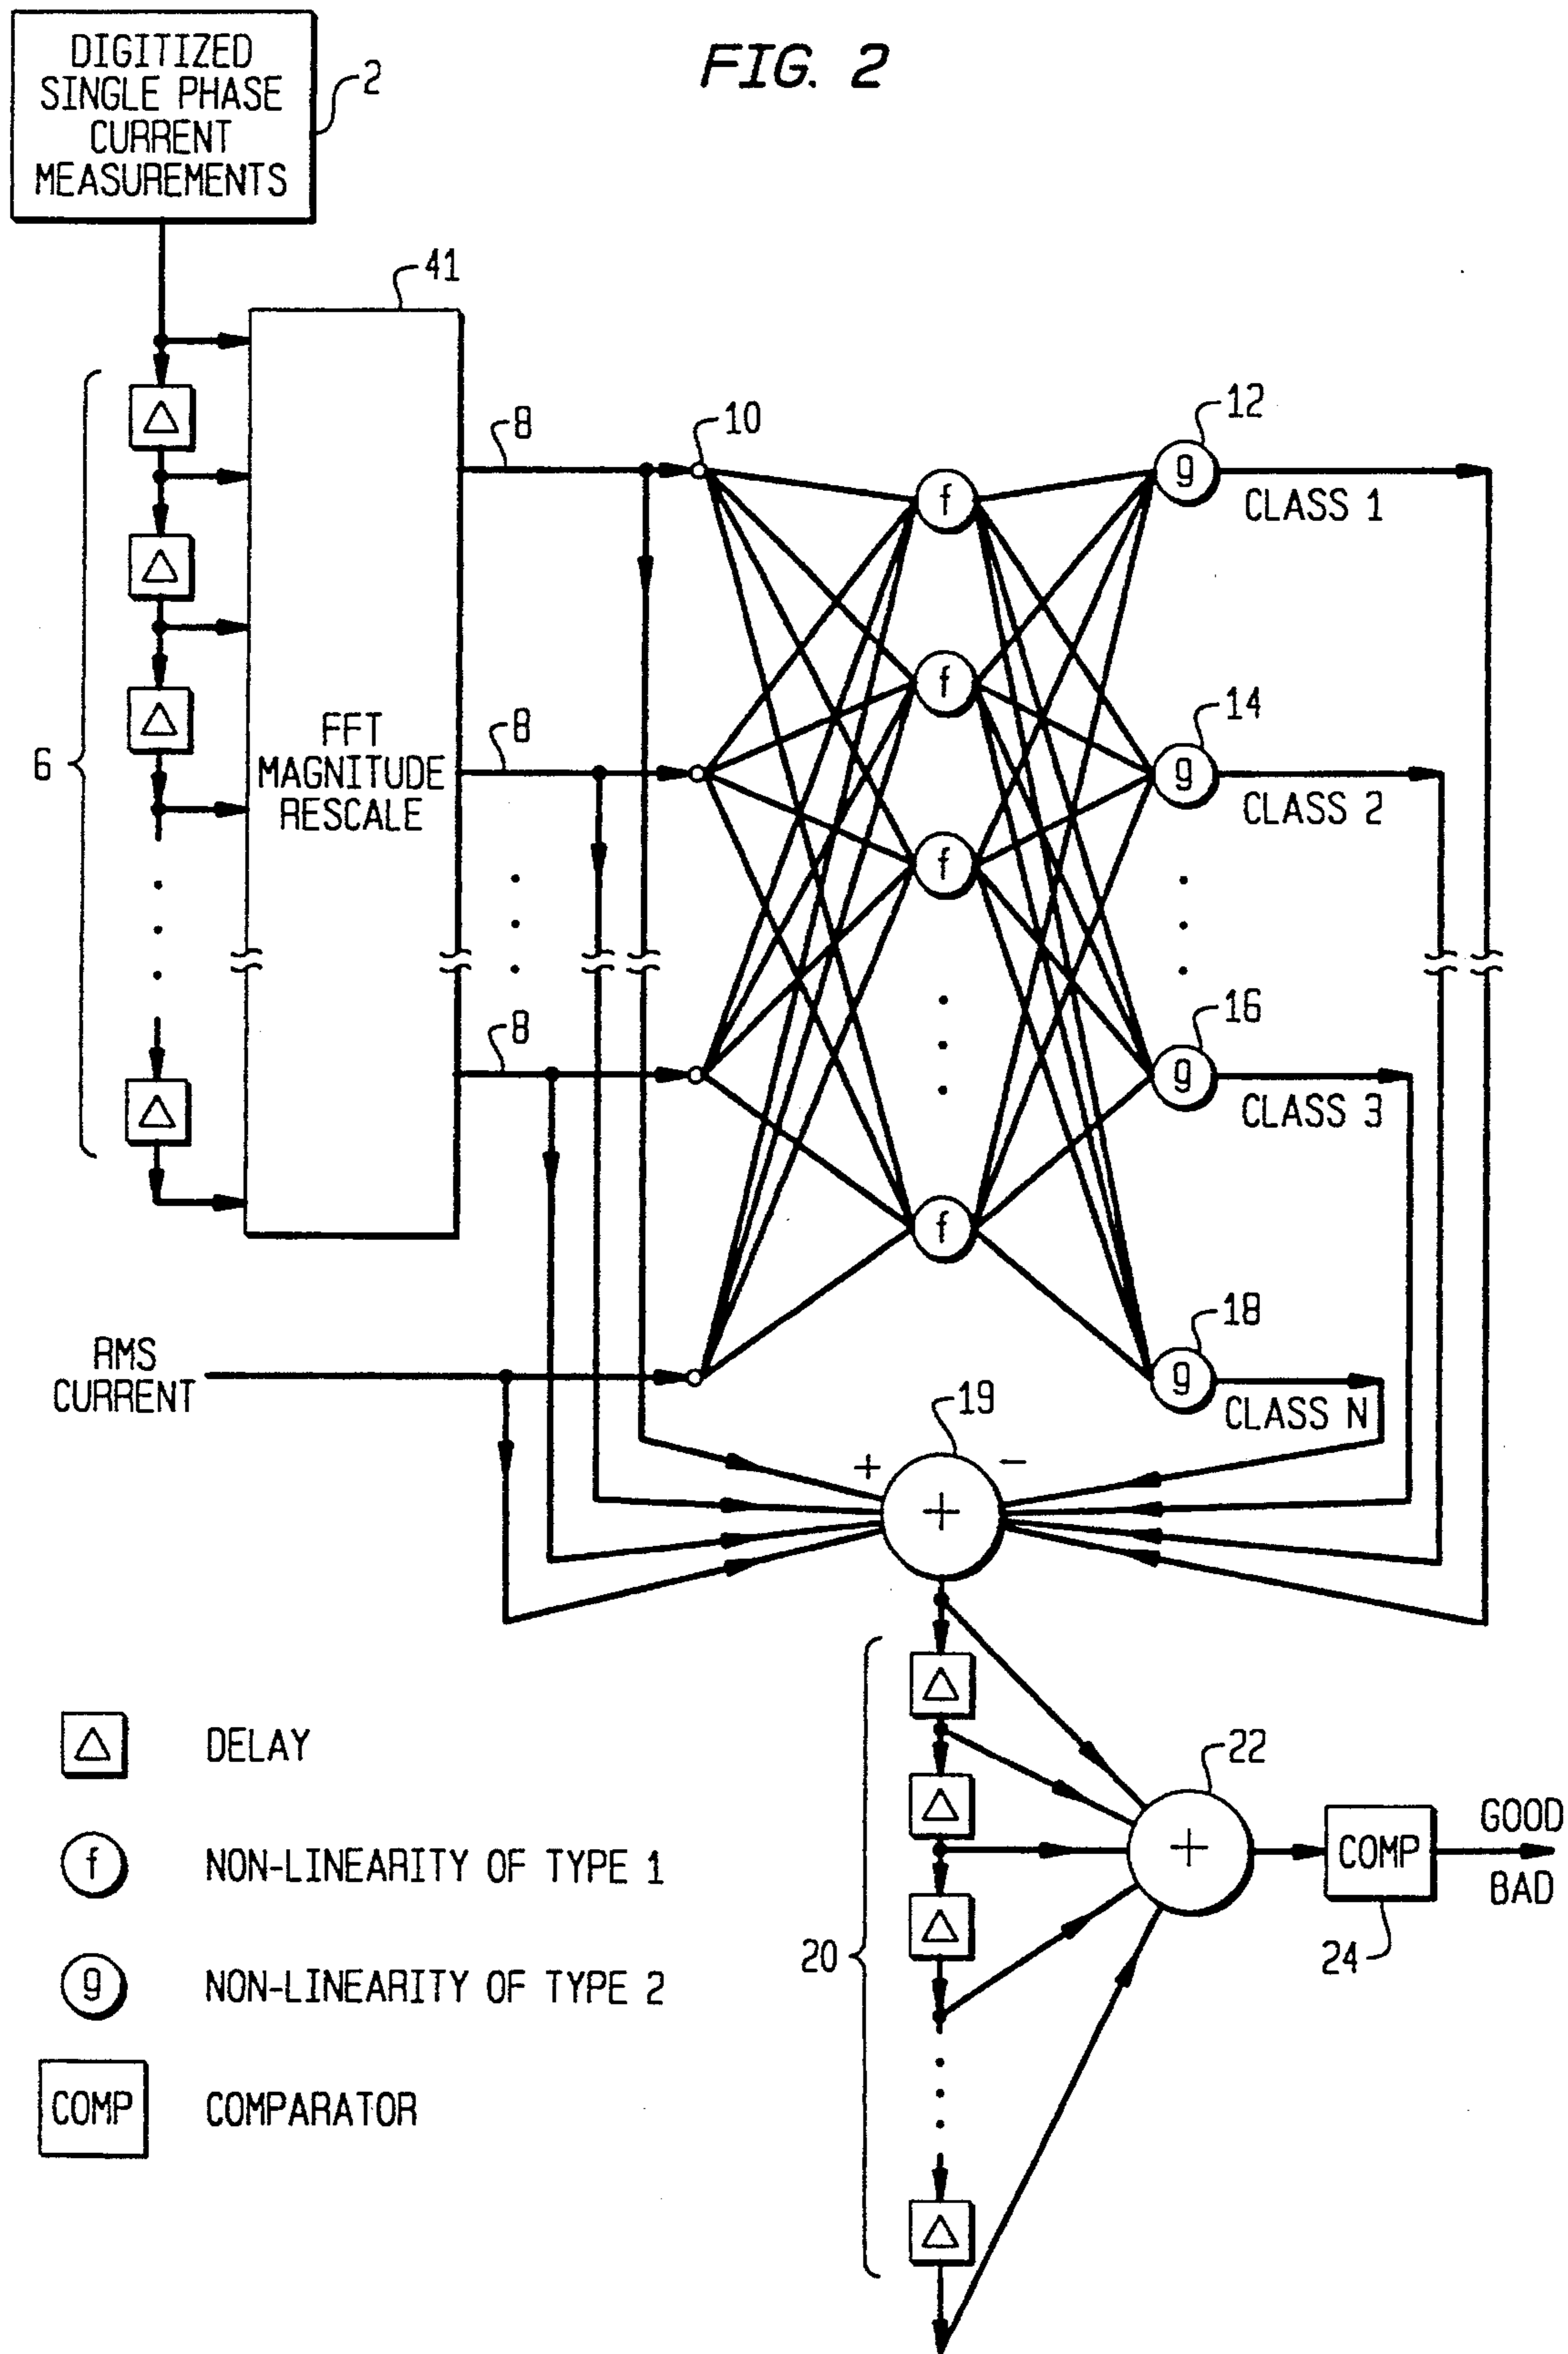 FIG. 2
DIGITIZED
SINGLE PHASE
CURRENT
MEASUREMENTS
2
41
6
FFT
MAGNITUDE
RESCALE
8
8
8
10
f
f
f
f
12
g
CLASS 1
14
g
CLASS 2
16
g
CLASS 3
18
g
CLASS N
RMS
CURRENT
19
+
−
+
20
△
△
△
△
22
+
COMP
24
GOOD
BAD
△
△
△
△
△ DELAY
f NON-LINEARITY OF TYPE 1
g NON-LINEARITY OF TYPE 2
COMP COMPARATOR